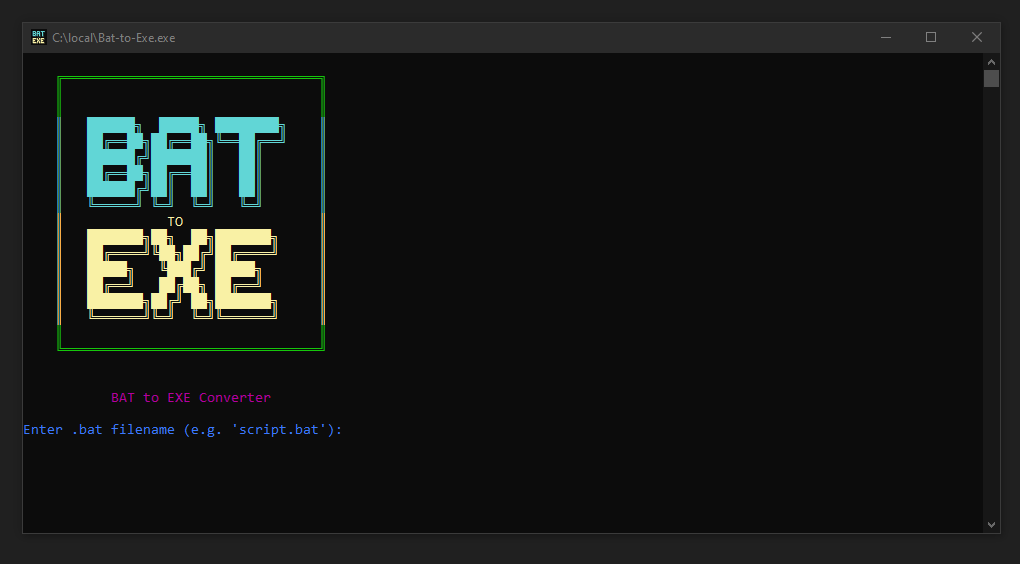 BAT
EXE
C:\local\Bat-to-Exe.exe
BAT
TO
EXE
BAT to EXE Converter
Enter .bat filename (e.g. 'script.bat'):